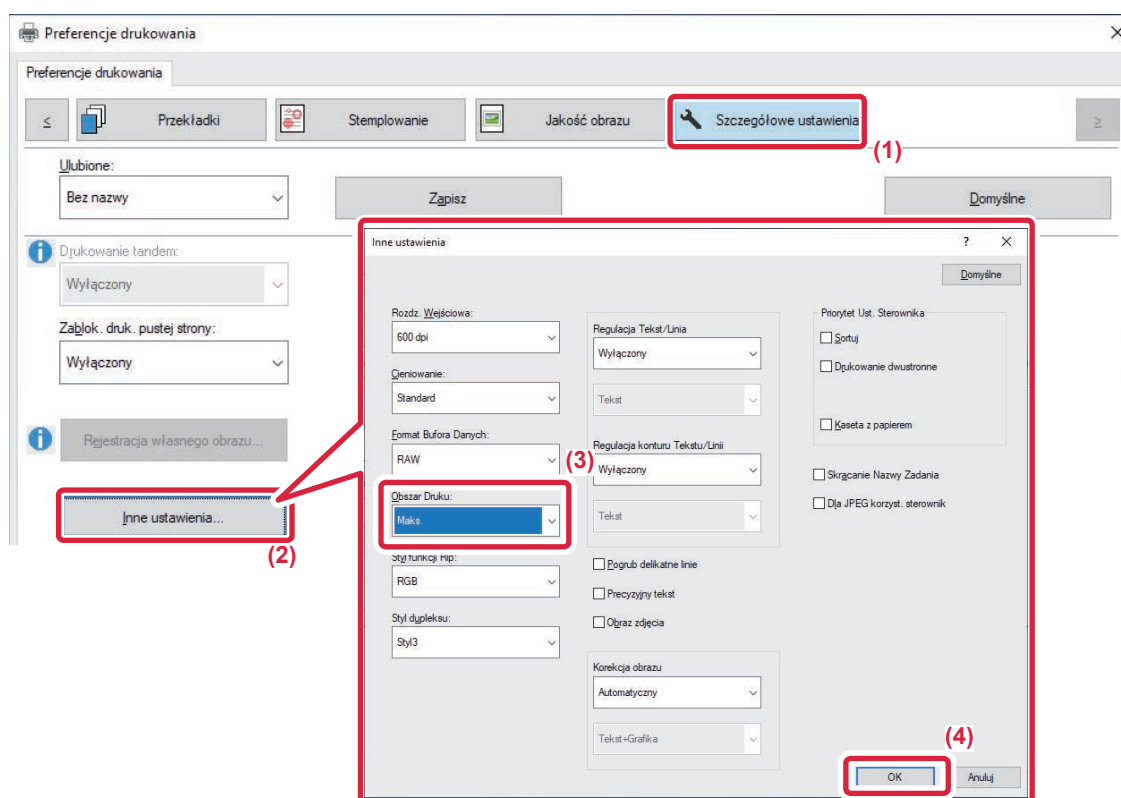 Preferencje drukowania
Preferencje drukowania
≤
Przekładki
Stemplowanie
Jakość obrazu
Szczegółowe ustawienia
≥
(1)
Ulubione:
Bez nazwy
Zapisz
Domyślne
Drukowanie tandem:
Wyłączony
Zablok. druk. pustej strony:
Wyłączony
Rejestracja własnego obrazu...
Inne ustawienia...
(2)
Inne ustawienia
?
Domyślne
Rozdz. Wejściowa:
600 dpi
Cieniowanie:
Standard
Format Bufora Danych:
RAW
(3)
Obszar Druku:
Maks.
Styl funkcji Rip:
RGB
Styl dupleksu:
Styl3
Regulacja Tekst/Linia
Wyłączony
Tekst
Regulacja konturu Tekstu/Linii
Wyłączony
Tekst
Pogrub delikatne linie
Precyzyjny tekst
Obraz zdjęcia
Korekcja obrazu
Automatyczny
Tekst+Grafika
Priorytet Ust. Sterownika
Sortuj
Drukowanie dwustronne
Kaseta z papierem
Skracanie Nazwy Zadania
Dla JPEG korzyst. sterownik
(4)
OK
Anuluj